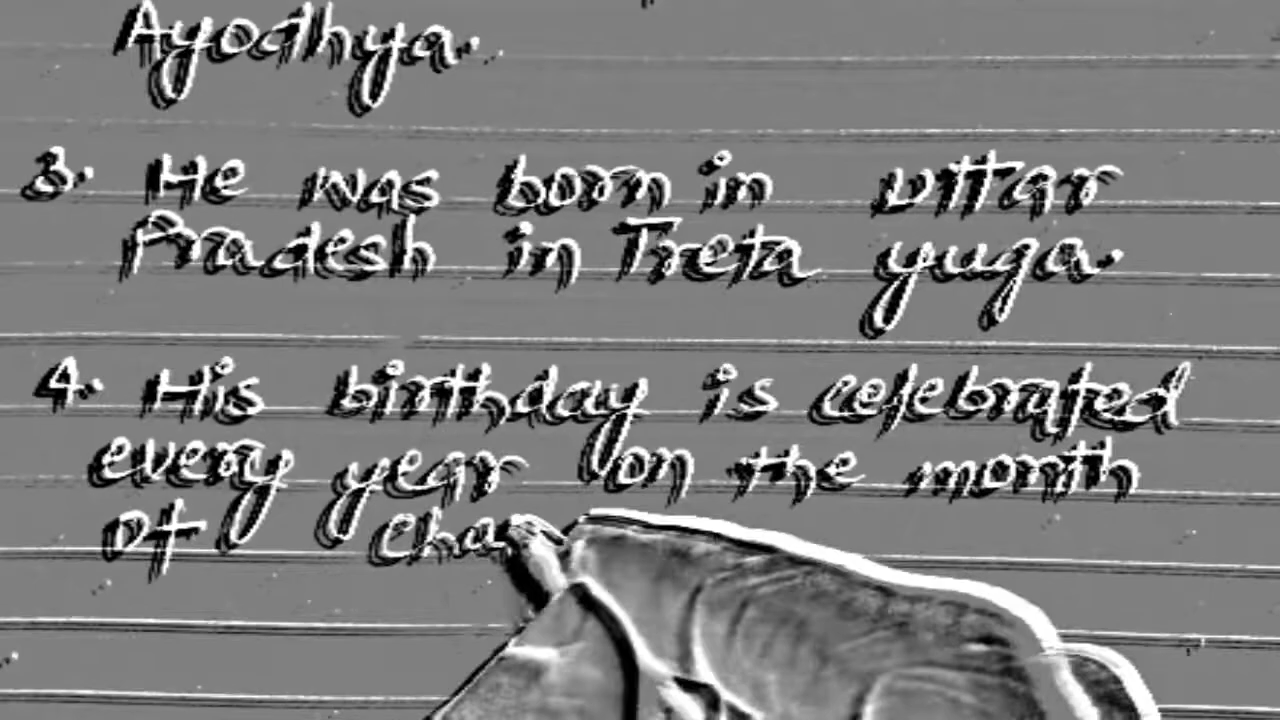 Ayodhya.
3. He was born in uttar
Pradesh in Treta yuga.
4. His birthday is celebrated
every year on the month
of Cha